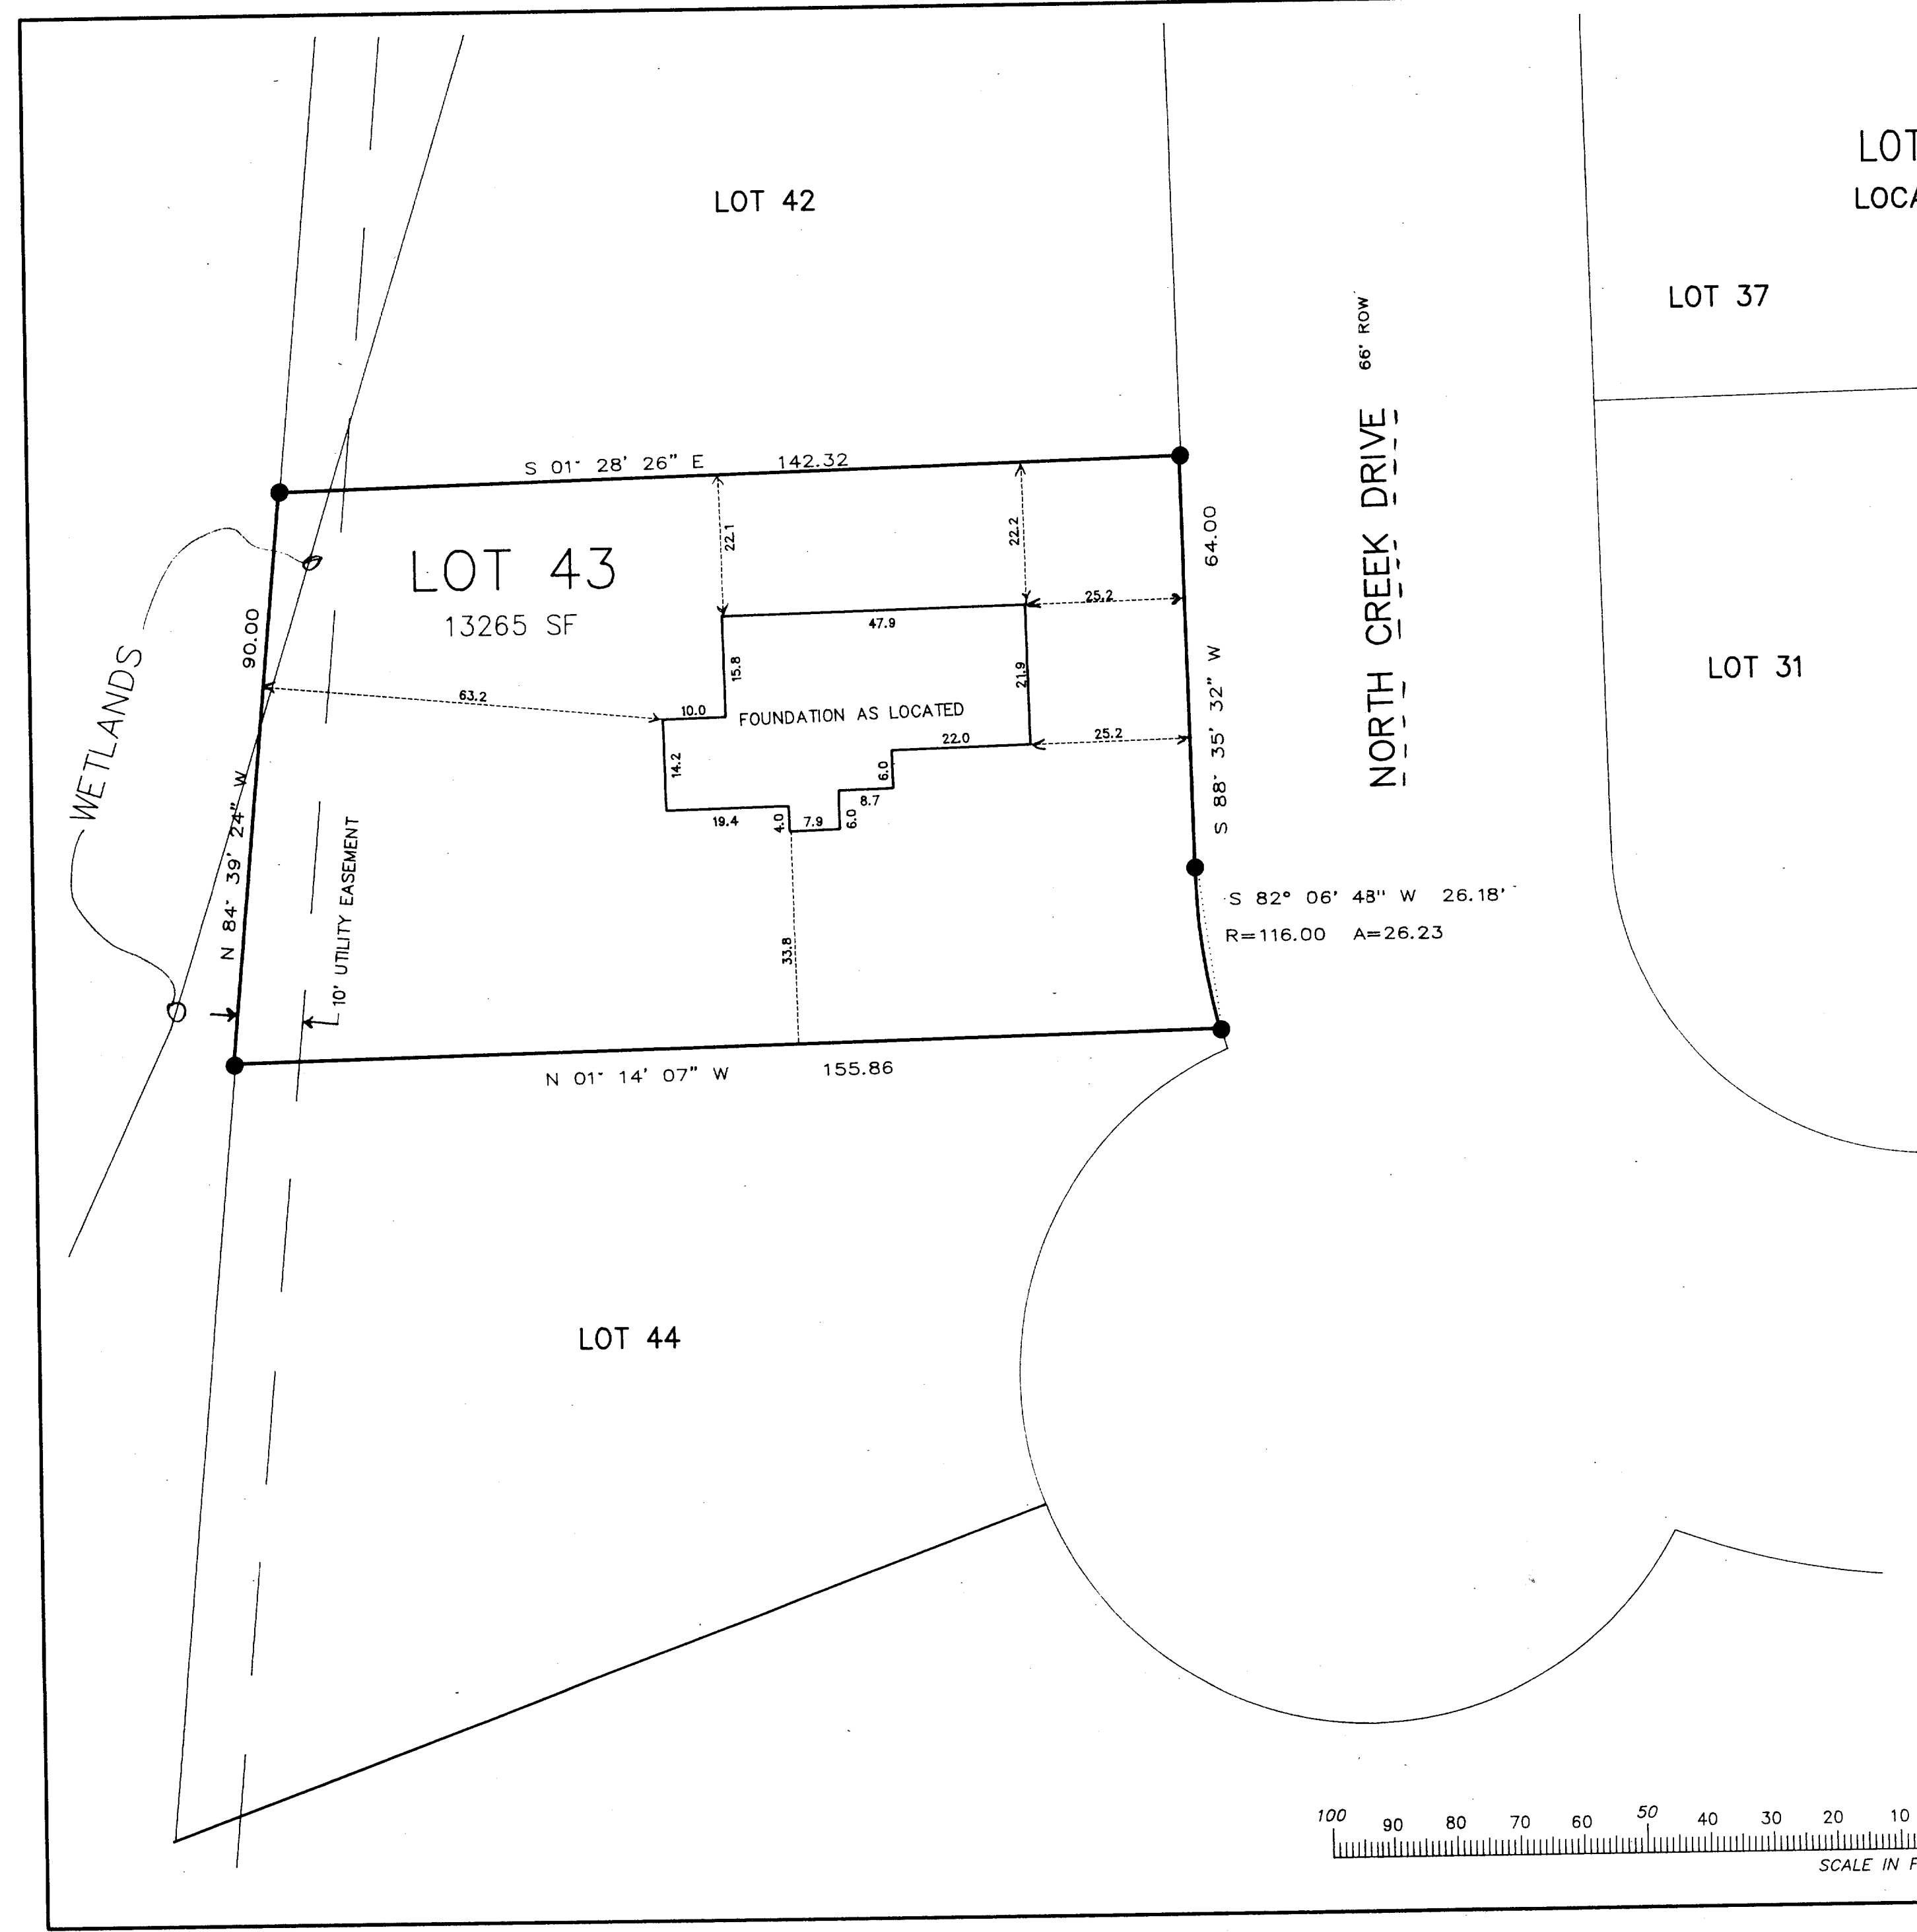 LOT 42
LOT
LOCA
LOT 37
66' ROW
NORTH CREEK DRIVE
S 01- 28' 26" E 142.32
64.00
S 88- 35' 32" W
22.1
22.2
LOT 43
13265 SF
25.2
47.9
15.8
21.9
90.00
N 84- 39' 24" W
WETLANDS
63.2
10.0
FOUNDATION AS LOCATED
22.0
25.2
14.2
6.0
8.7
19.4
4.0
7.9
6.0
LOT 31
10' UTILITY EASEMENT
33.8
S 82° 06' 48" W 26.18'
R=116.00 A=26.23
N 01- 14' 07" W 155.86
LOT 44
100 90 80 70 60 50 40 30 20 10
SCALE IN F